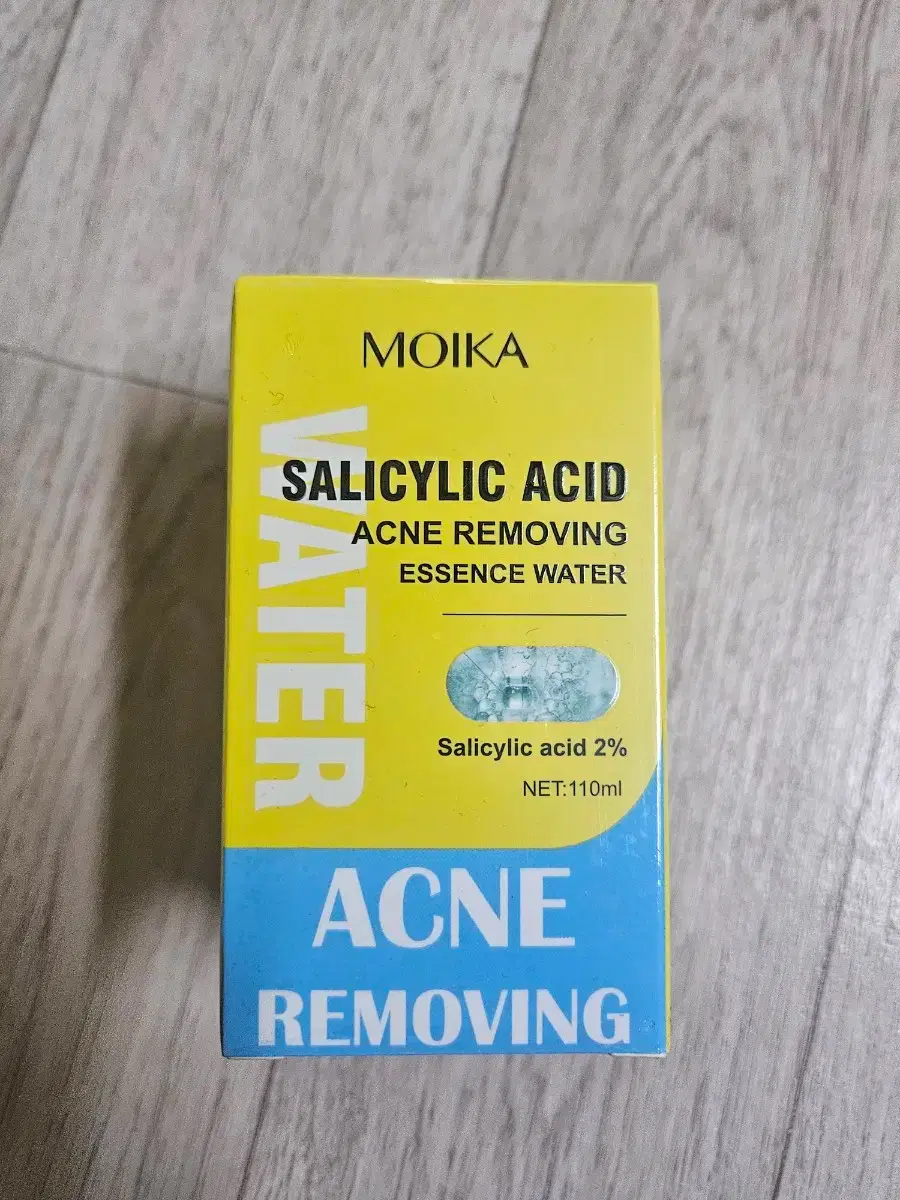 MOIKA
WATER
SALICYLIC ACID
ACNE REMOVING
ESSENCE WATER
Salicylic acid 2%
NET:110ml
ACNE
REMOVING